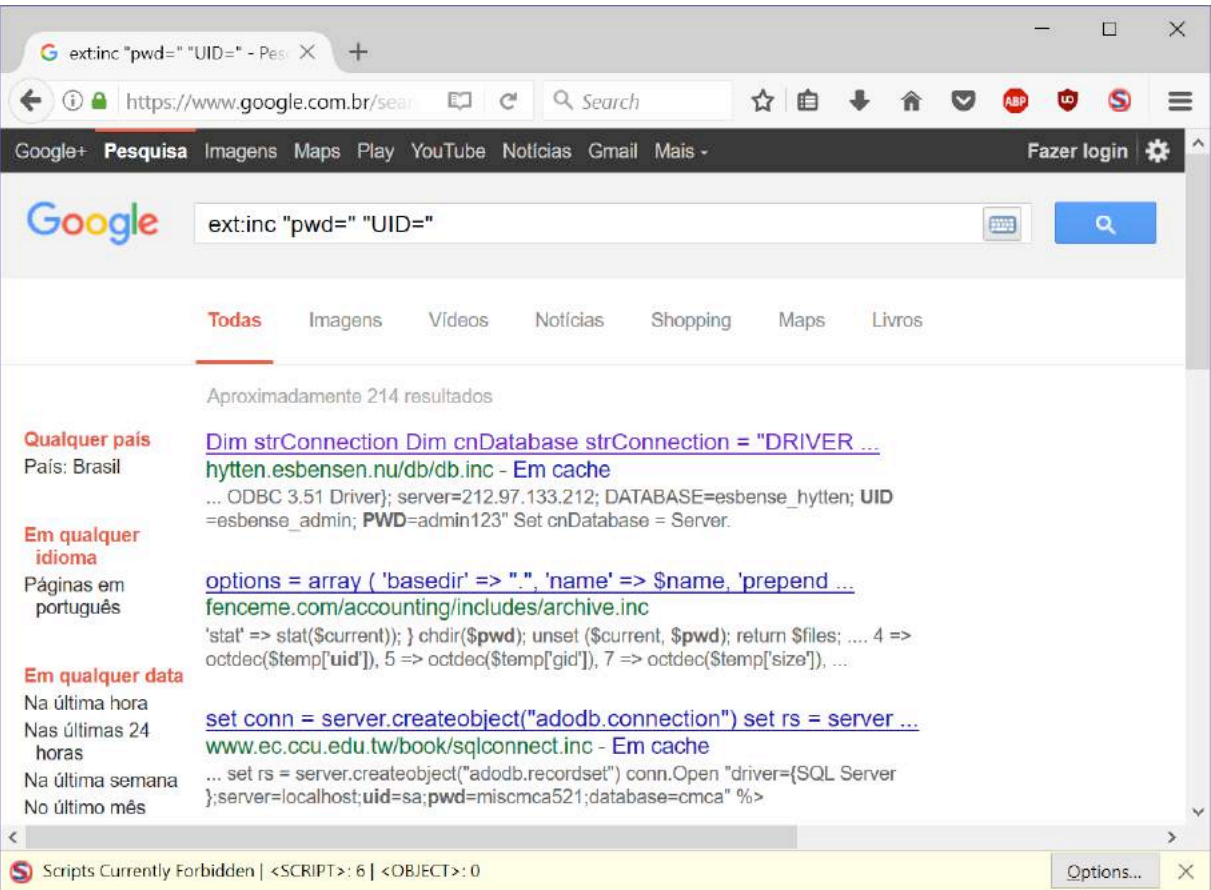 ext:inc "pwd=" "UID=" - Pes
https://www.google.com.br/sear
Search
ABP
Google+ Pesquisa Imagens Maps Play YouTube Notícias Gmail Mais
Fazer login
Google
ext:inc "pwd=" "UID="
Todas Imagens Vídeos Notícias Shopping Maps Livros
Aproximadamente 214 resultados
Qualquer país
País: Brasil
Em qualquer
idioma
Páginas em
português
Em qualquer data
Na última hora
Nas últimas 24
horas
Na última semana
No último mês
Dim strConnection Dim cnDatabase strConnection = "DRIVER ...
hytten.esbensen.nu/db/db.inc - Em cache
... ODBC 3.51 Driver}; server=212.97.133.212; DATABASE=esbense_hytten; UID
=esbense_admin; PWD=admin123" Set cnDatabase = Server.
options = array ( 'basedir' => ".", 'name' => $name, 'prepend ...
fenceme.com/accounting/includes/archive.inc
'stat' => stat($current)); } chdir($pwd); unset ($current, $pwd); return $files; .... 4 =>
octdec($temp['uid']), 5 => octdec($temp['gid']), 7 => octdec($temp['size']), ...
set conn = server.createobject("adodb.connection") set rs = server ...
www.ec.ccu.edu.tw/book/sqlconnect.inc - Em cache
... set rs = server.createobject("adodb.recordset") conn.Open "driver={SQL Server
};server=localhost;uid=sa;pwd=miscmca521;database=cmca" %>
Scripts Currently Forbidden | <SCRIPT>: 6 | <OBJECT>: 0
Options...